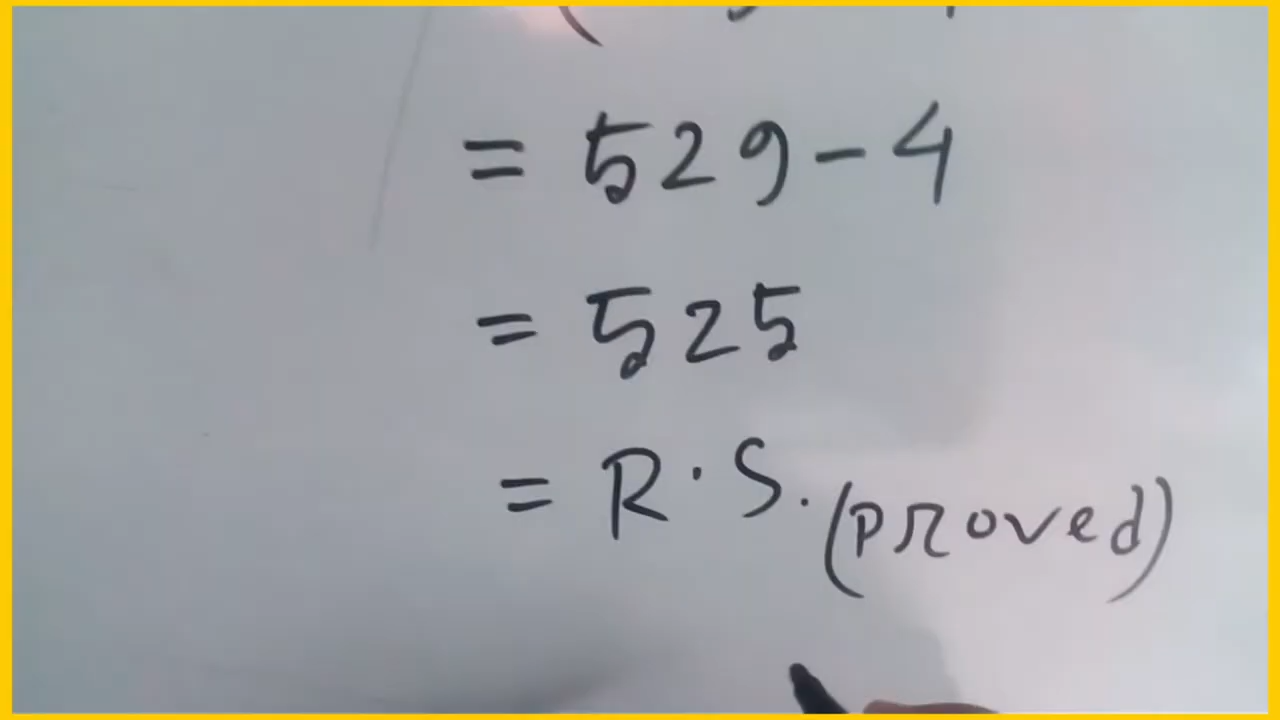 = 529 - 4
= 525
= R.S. (proved)